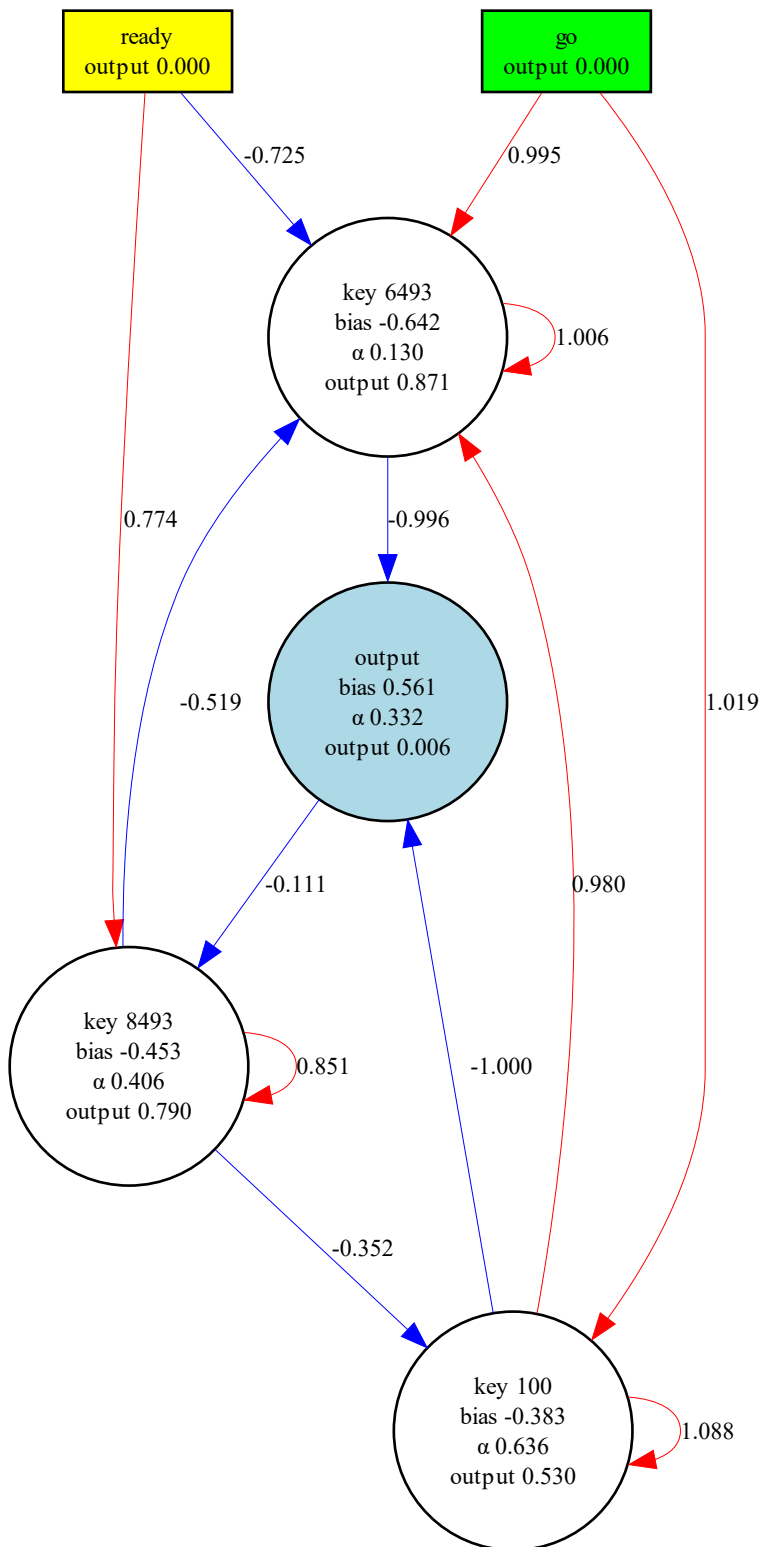 ready
output 0.000
go
output 0.000
-0.725
0.995
key 6493
bias -0.642
α 0.130
output 0.871
1.006
0.774
-0.996
-0.519
output
bias 0.561
α 0.332
output 0.006
1.019
-0.111
0.980
key 8493
bias -0.453
α 0.406
output 0.790
0.851
-1.000
-0.352
key 100
bias -0.383
α 0.636
output 0.530
1.088